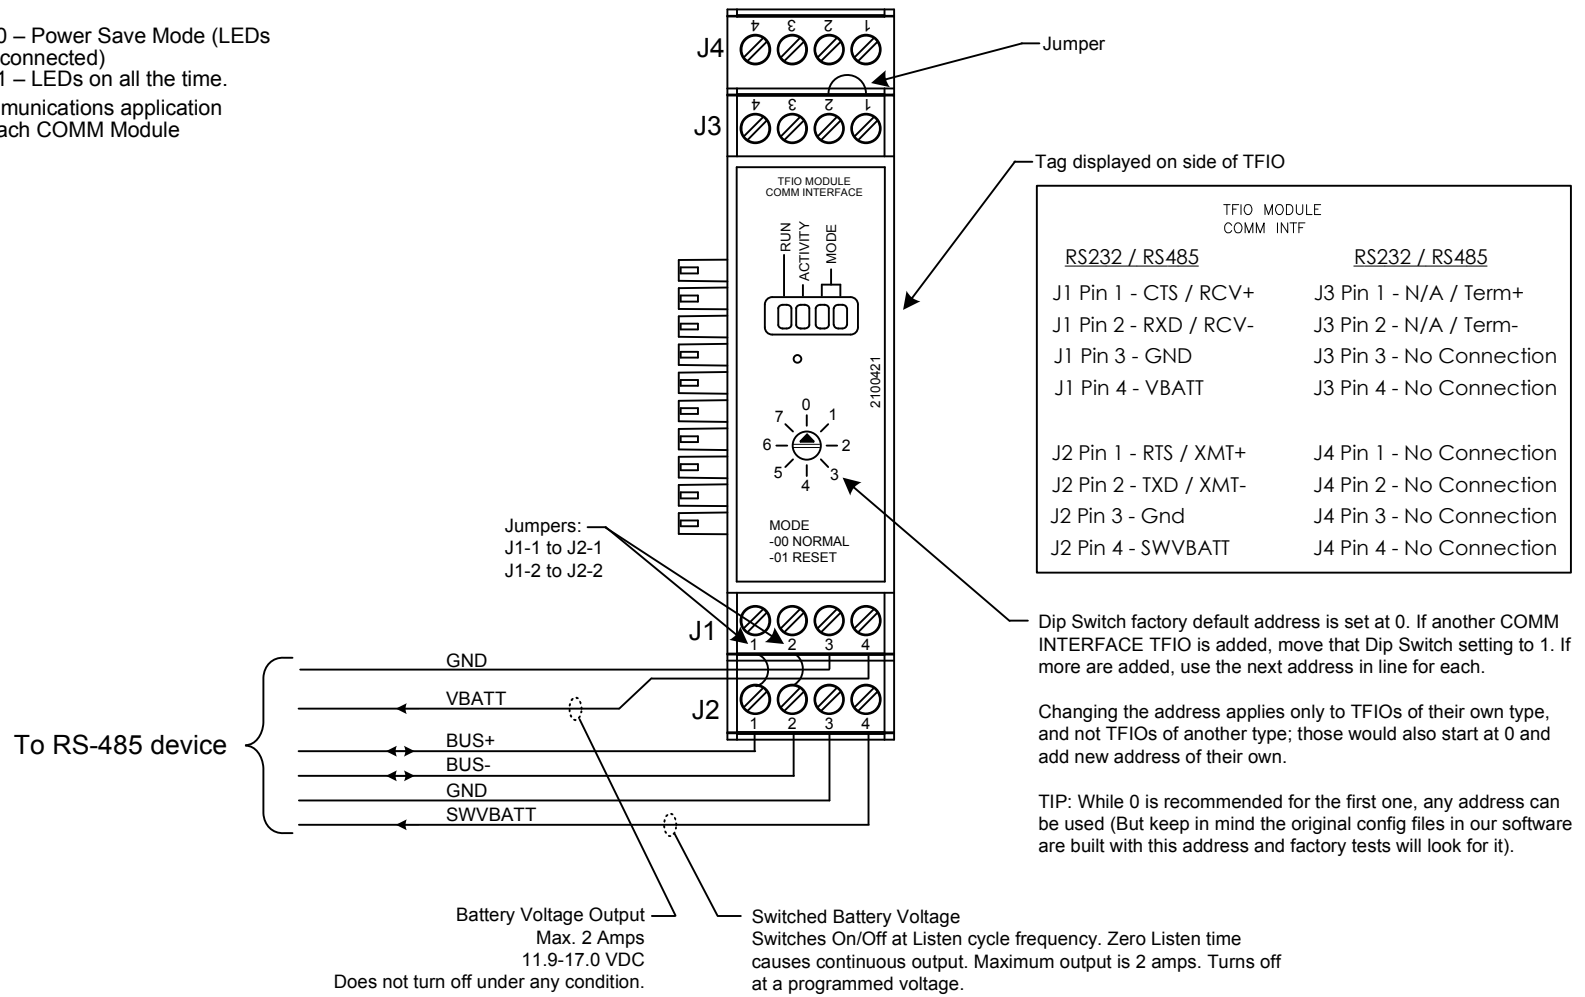 0 – Power Save Mode (LEDs
connected)
1 – LEDs on all the time.
munications application
ach COMM Module
4 3 2 1
J4
Jumper
4 3 2 1
J3
TFIO MODULE
COMM INTERFACE
RUN
ACTIVITY
MODE
2100421
0
1
2
3
4
5
6
7
MODE
-00 NORMAL
-01 RESET
Tag displayed on side of TFIO
TFIO MODULE
COMM INTF
RS232 / RS485
J1 Pin 1 - CTS / RCV+
J1 Pin 2 - RXD / RCV-
J1 Pin 3 - GND
J1 Pin 4 - VBATT
J2 Pin 1 - RTS / XMT+
J2 Pin 2 - TXD / XMT-
J2 Pin 3 - Gnd
J2 Pin 4 - SWVBATT
RS232 / RS485
J3 Pin 1 - N/A / Term+
J3 Pin 2 - N/A / Term-
J3 Pin 3 - No Connection
J3 Pin 4 - No Connection
J4 Pin 1 - No Connection
J4 Pin 2 - No Connection
J4 Pin 3 - No Connection
J4 Pin 4 - No Connection
Jumpers:
J1-1 to J2-1
J1-2 to J2-2
J1
1 2 3 4
J2
1 2 3 4
To RS-485 device
GND
VBATT
BUS+
BUS-
GND
SWVBATT
Dip Switch factory default address is set at 0. If another COMM
INTERFACE TFIO is added, move that Dip Switch setting to 1. If
more are added, use the next address in line for each.
Changing the address applies only to TFIOs of their own type,
and not TFIOs of another type; those would also start at 0 and
add new address of their own.
TIP: While 0 is recommended for the first one, any address can
be used (But keep in mind the original config files in our software
are built with this address and factory tests will look for it).
Battery Voltage Output
Max. 2 Amps
11.9-17.0 VDC
Does not turn off under any condition.
Switched Battery Voltage
Switches On/Off at Listen cycle frequency. Zero Listen time
causes continuous output. Maximum output is 2 amps. Turns off
at a programmed voltage.